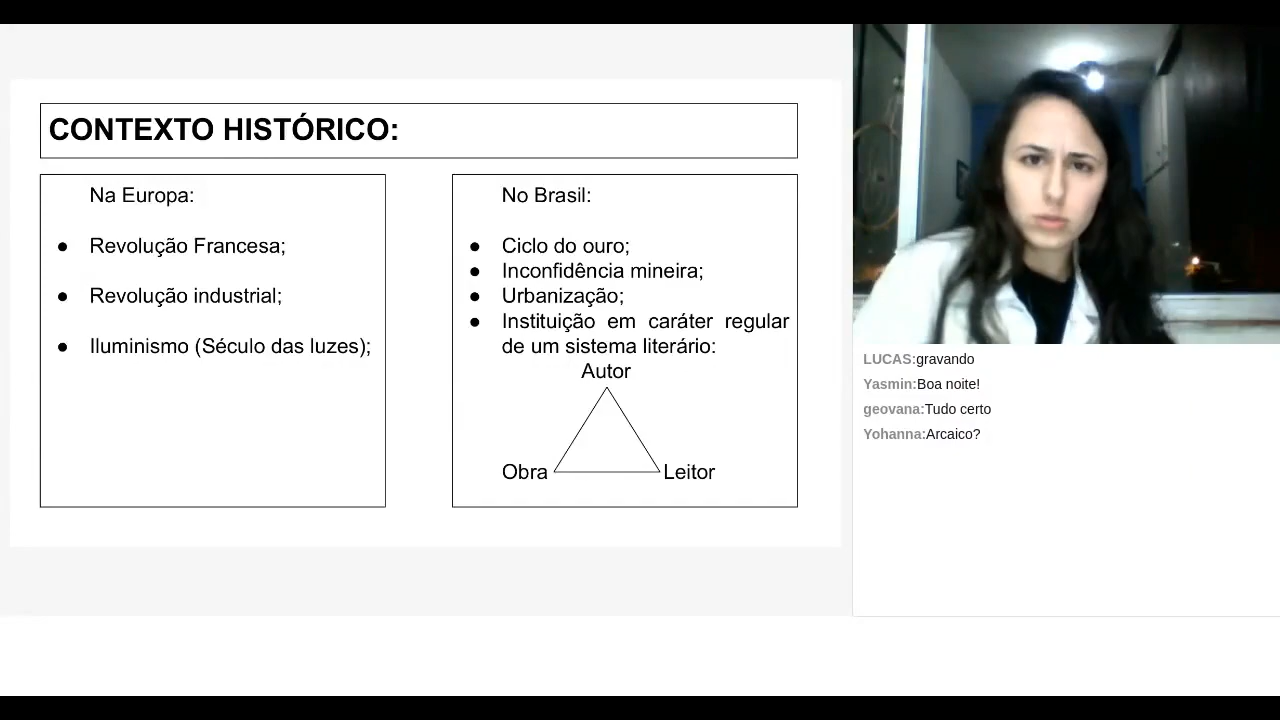 CONTEXTO HISTÓRICO:
Na Europa:
● Revolução Francesa;
● Revolução industrial;
● Iluminismo (Século das luzes);
No Brasil:
● Ciclo do ouro;
● Inconfidência mineira;
● Urbanização;
● Instituição em caráter regular
de um sistema literário:
Autor
Obra
Leitor
LUCAS:gravando
Yasmin:Boa noite!
geovana:Tudo certo
Yohanna:Arcaico?